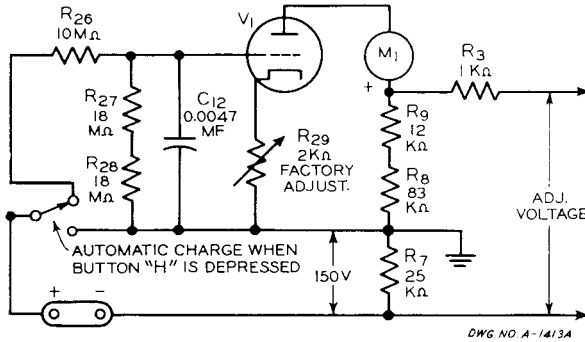 R26
10MΩ
R27
18
MΩ
R28
18
MΩ
C12
0.0047
MF
V1
R29
2KΩ
FACTORY
ADJUST.
M1
+
R3
1 KΩ
R9
12
KΩ
R8
83
KΩ
ADJ.
VOLTAGE
AUTOMATIC CHARGE WHEN
BUTTON "H" IS DEPRESSED
150V
R7
25
KΩ
+ -
DWG. NO. A-1413A